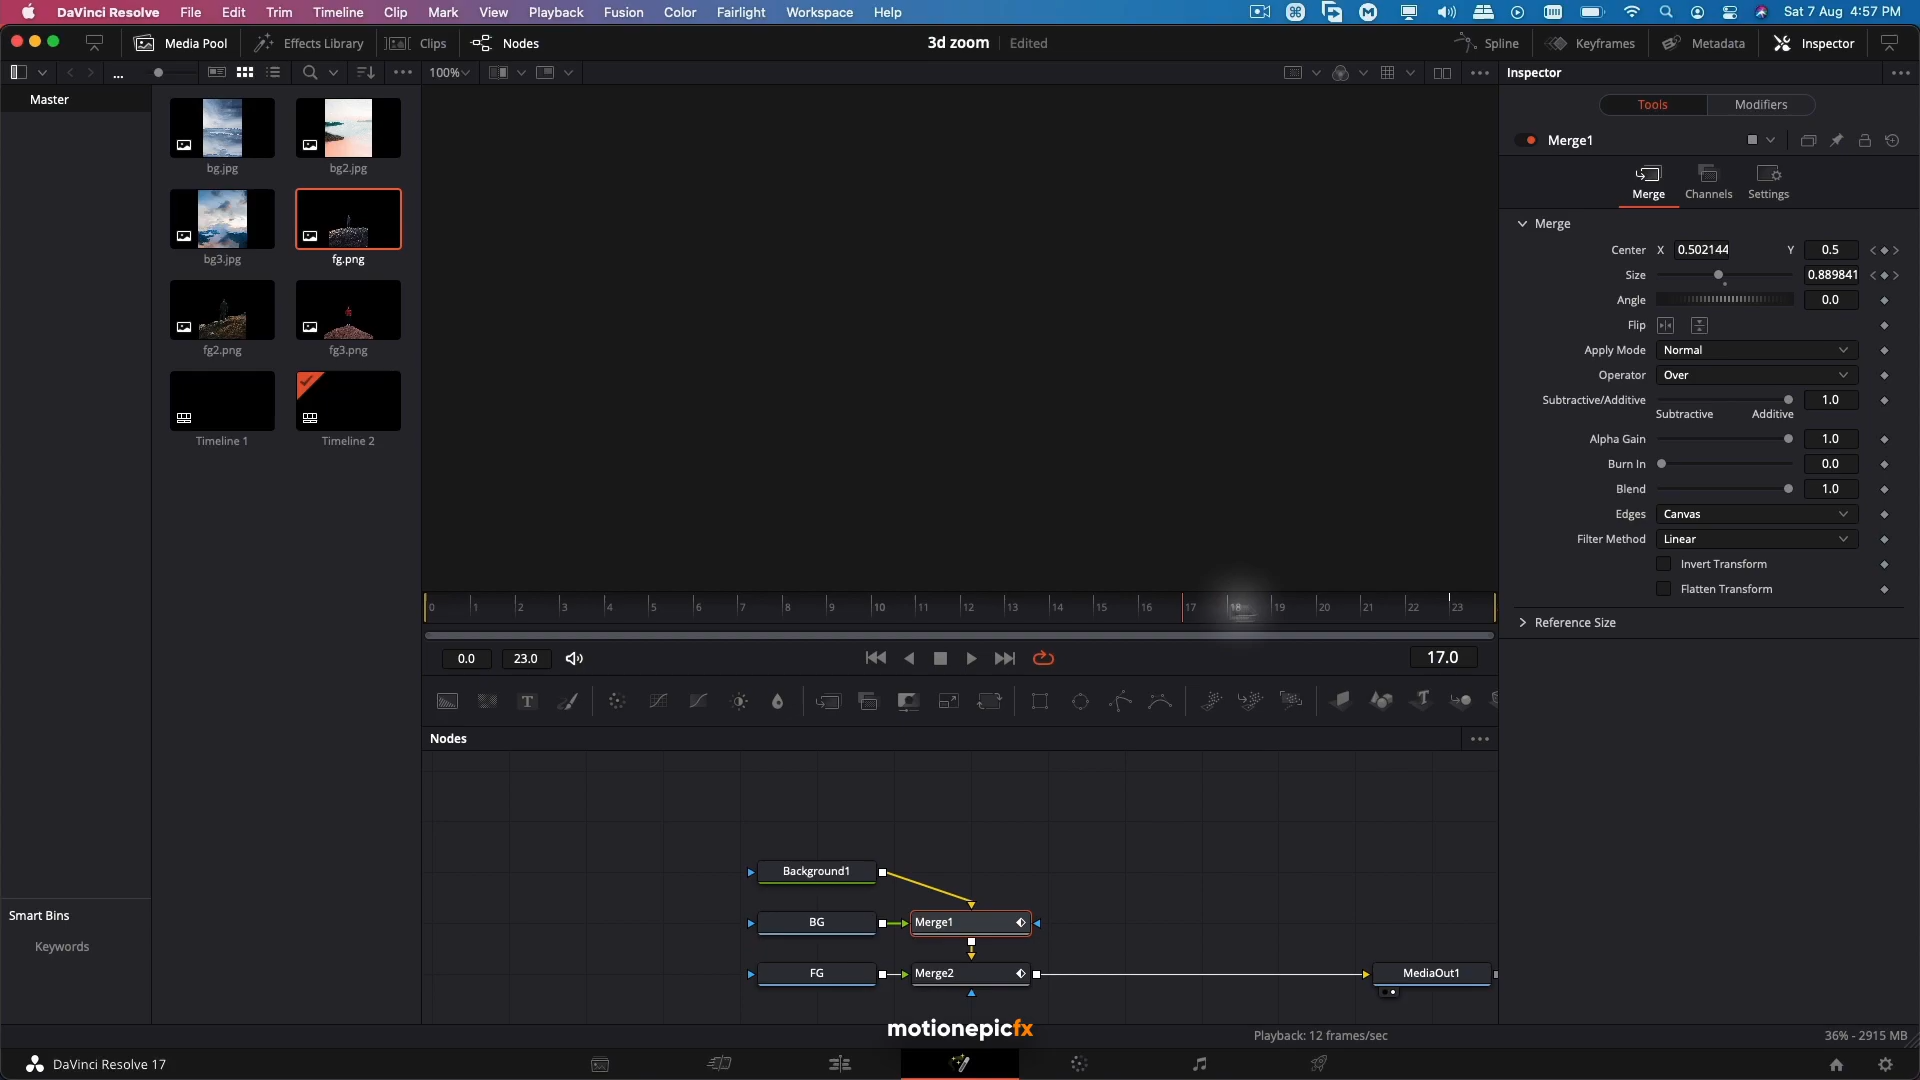 DaVinci Resolve File Edit Trim Timeline Clip Mark View Playback Fusion Color Fairlight Workspace Help Sat 7 Aug 4:57 PM
Media Pool Effects Library Clips Nodes 3d zoom Edited Spline Keyframes Metadata Inspector
... 100% Inspector
Master
bg.jpg bg2.jpg
bg3.jpg fg.png
fg2.png fg3.png
Timeline 1 Timeline 2
Smart Bins
Keywords
0 1 2 3 4 5 6 7 8 9 10 11 12 13 14 15 16 17 18 19 20 21 22 23
0.0 23.0 17.0
T T
Nodes
Background1
BG Merge1
FG Merge2 MediaOut1
Tools Modifiers
Merge1
Merge Channels Settings
Merge
Center X 0.502144 Y 0.5
Size 0.889841
Angle 0.0
Flip
Apply Mode Normal
Operator Over
Subtractive/Additive 1.0
Subtractive Additive
Alpha Gain 1.0
Burn In 0.0
Blend 1.0
Edges Canvas
Filter Method Linear
Invert Transform
Flatten Transform
Reference Size
motionepicfx
Playback: 12 frames/sec 36% - 2915 MB
DaVinci Resolve 17